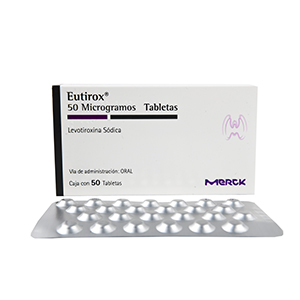 Eutirox®
50 Microgramos Tabletas
Levotiroxina Sódica
Vía de administración: ORAL
Caja con 50 Tabletas
MERCK